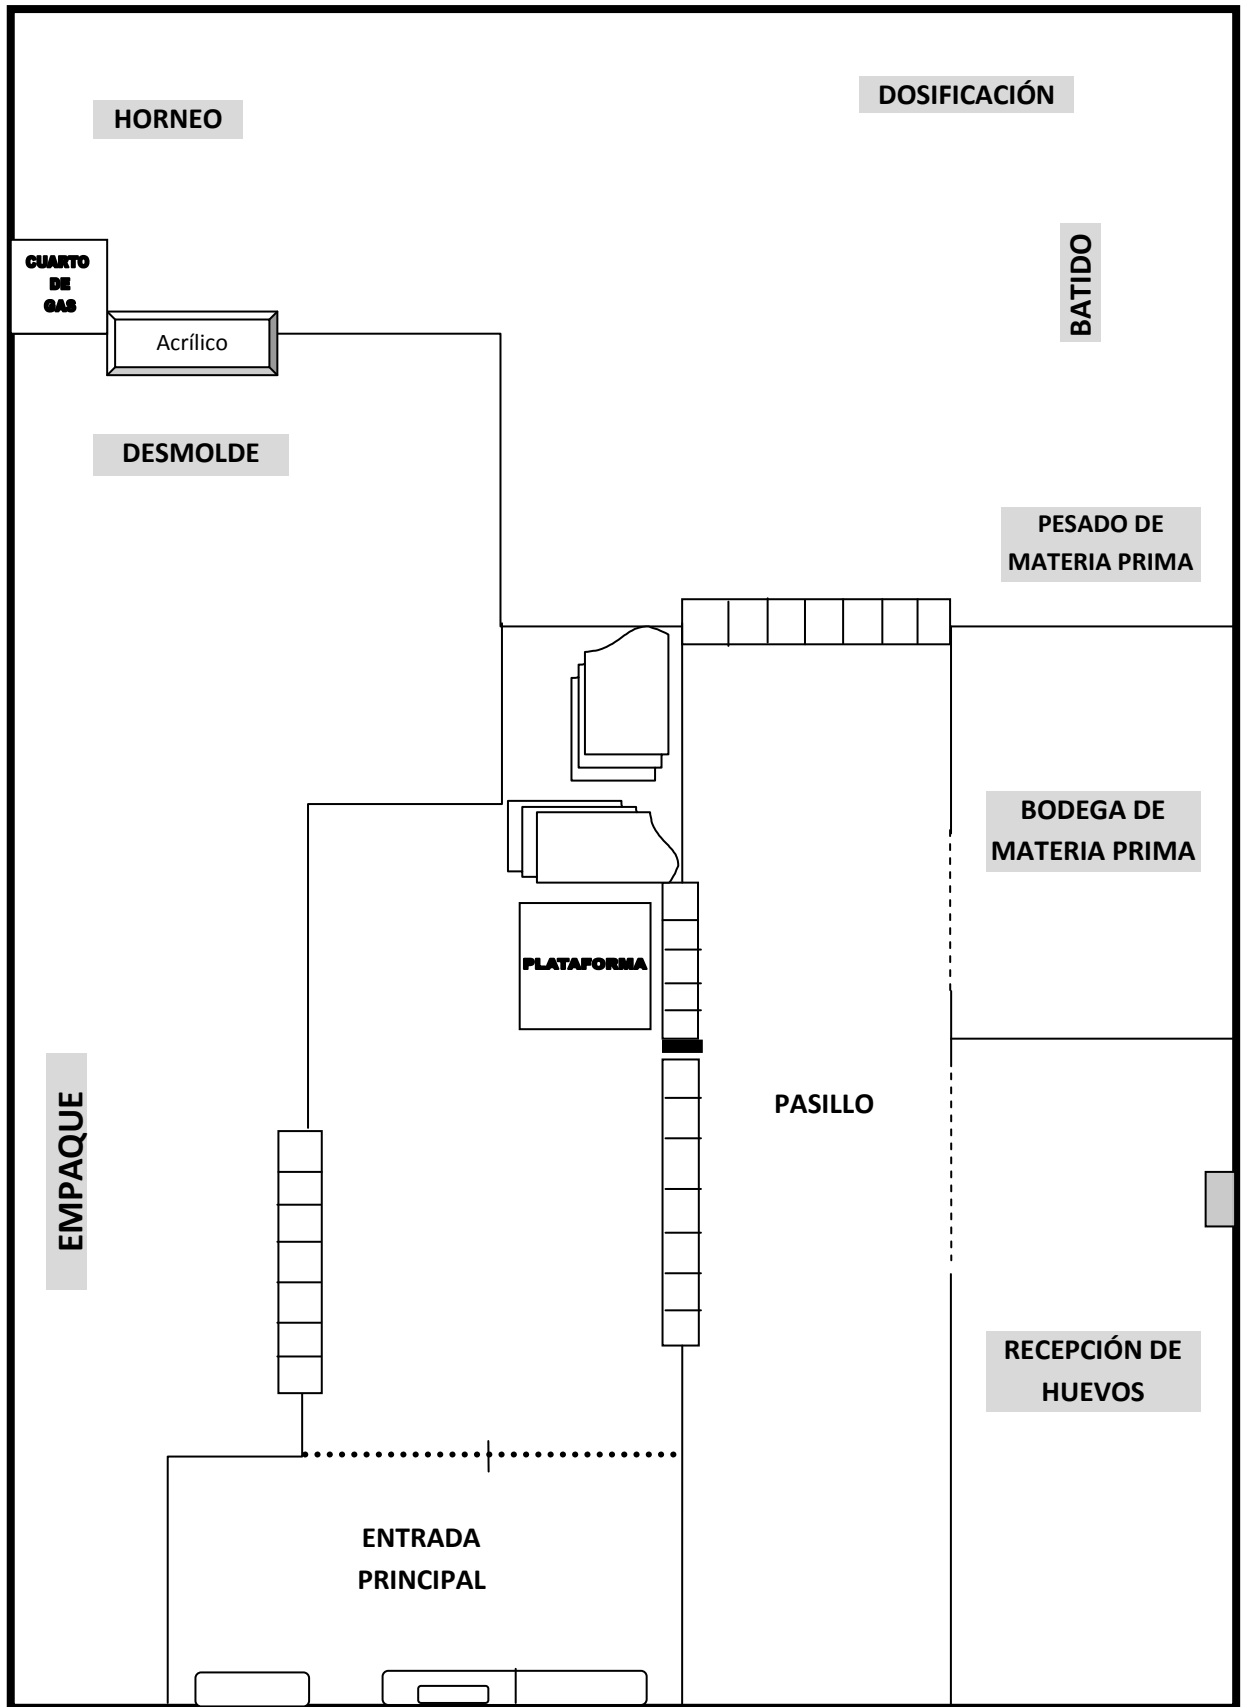 DOSIFICACIÓN
HORNEO
BATIDO
CUARTO
DE
GAS
Acrílico
DESMOLDE
PESADO DE
MATERIA PRIMA
BODEGA DE
MATERIA PRIMA
PLATAFORMA
PASILLO
EMPAQUE
RECEPCIÓN DE
HUEVOS
ENTRADA
PRINCIPAL